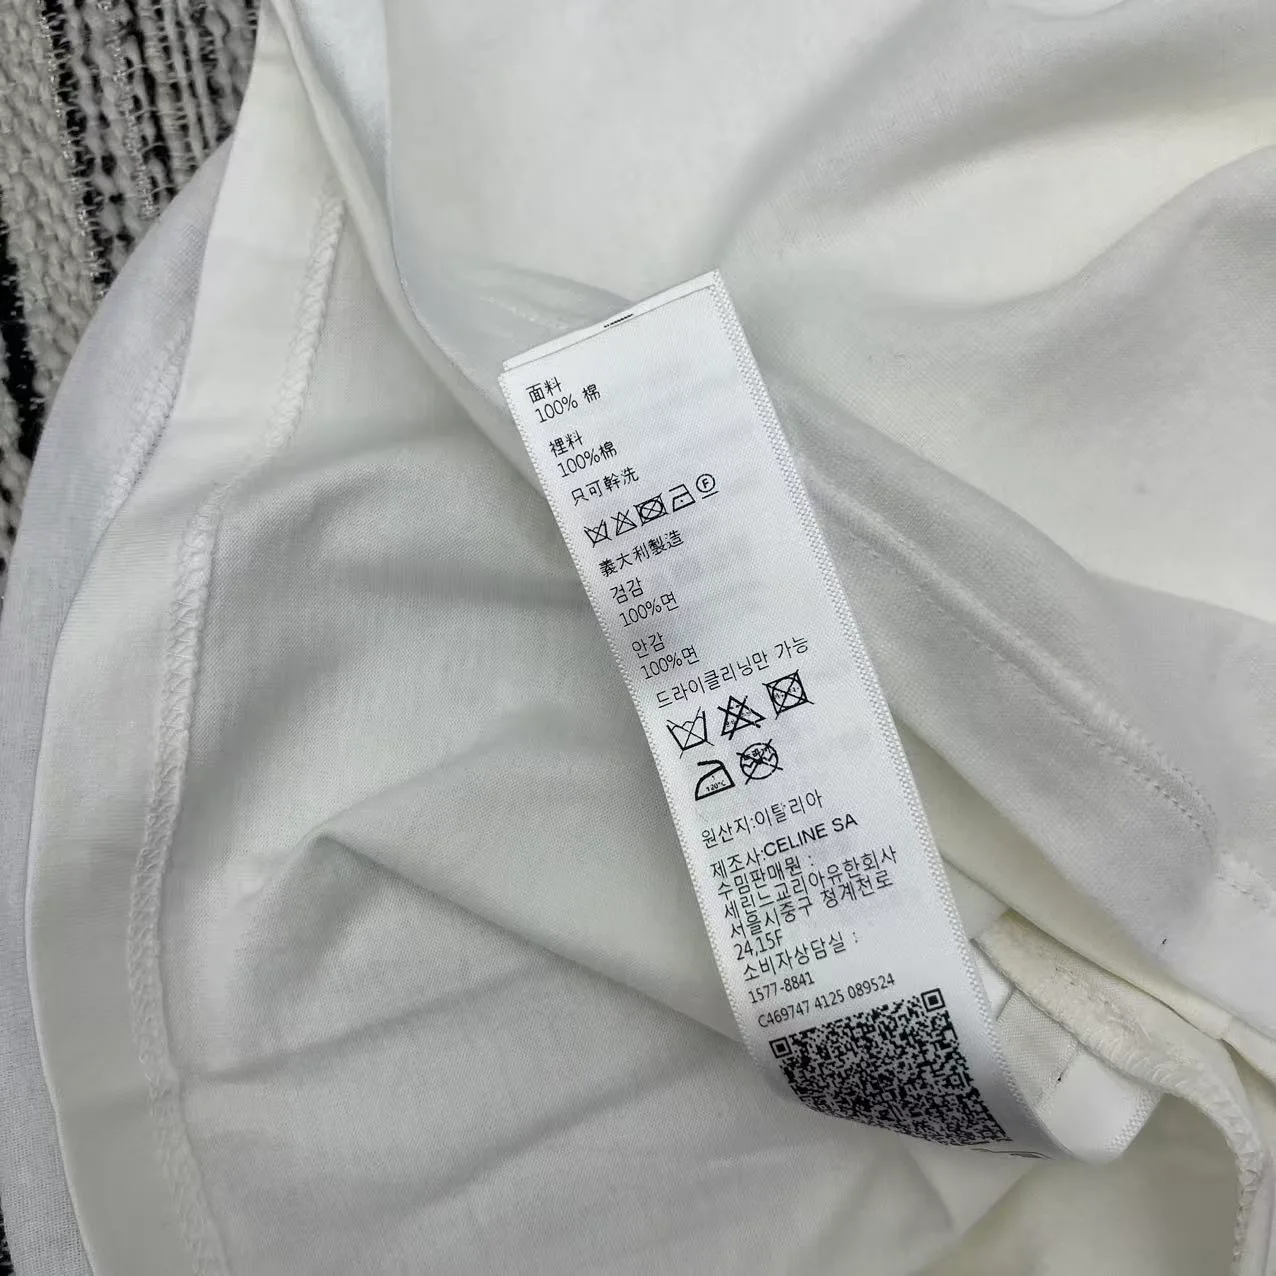 面料
100% 棉
裡料
100%棉
只可幹洗
F
義大利製造
검감
100%면
안감
100%면
드라이클리닝만 가능
120℃
원산지:이탈리아
제조사:CELINE SA
수밈판매원 :
세린느코리아유한회사
서울시중구 청계천로
24,15F
소비자상담실 :
1577-8841
C469747 4125 089524